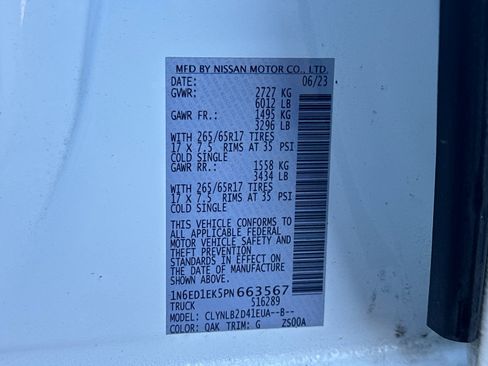 MFD BY NISSAN MOTOR CO., LTD.
DATE: 06/23
GVWR: 2727 KG
6012 LB
GAWR FR.: 1495 KG
3296 LB
WITH 265/65R17 TIRES
17 X 7.5 RIMS AT 35 PSI
COLD SINGLE
GAWR RR.: 1558 KG
3434 LB
WITH 265/65R17 TIRES
17 X 7.5 RIMS AT 35 PSI
COLD SINGLE
THIS VEHICLE CONFORMS TO
ALL APPLICABLE FEDERAL
MOTOR VEHICLE SAFETY AND
THEFT PREVENTION
STANDARDS IN EFFECT ON
THE DATE OF MANUFACTURE
SHOWN ABOVE.
1N6ED1EK5PN663567
TRUCK 516289
MODEL: CLYNLB2D41EUA--B--
COLOR: QAK TRIM: G ZSQOA